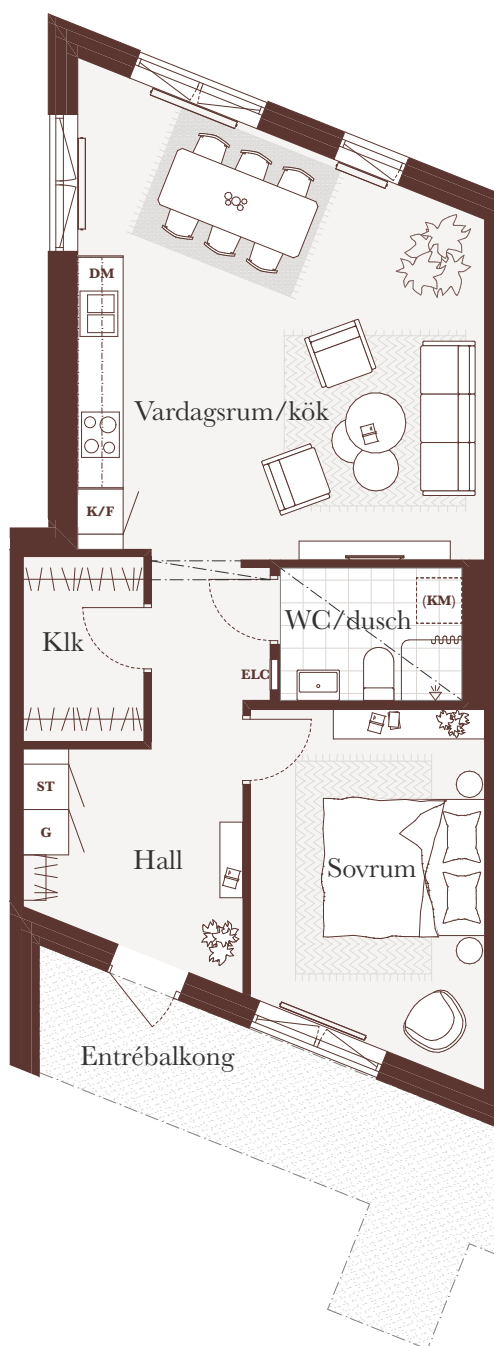 DM
Vardagsrum/kök
K/F
WC/dusch
(KM)
Klk
ELC
ST
G
Hall
Sovrum
Entrébalkong